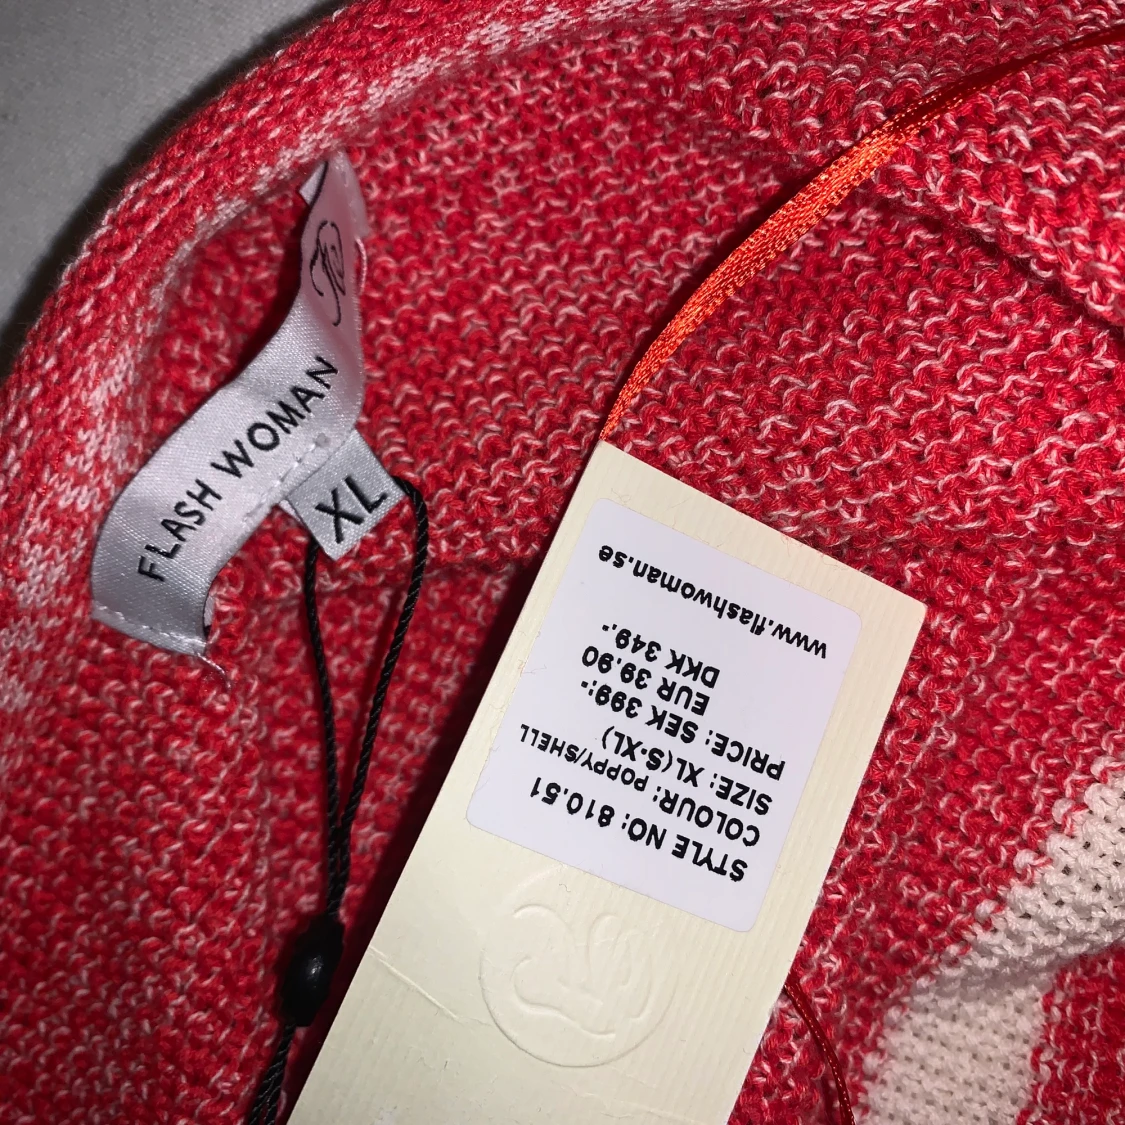 FLASH WOMAN
XL
STYLE NO: 810.51
COLOUR: POPPY/SHELL
SIZE: XL(S-XL)
PRICE: SEK 399:-
EUR 39.90
DKK 349.-
www.flashwoman.se